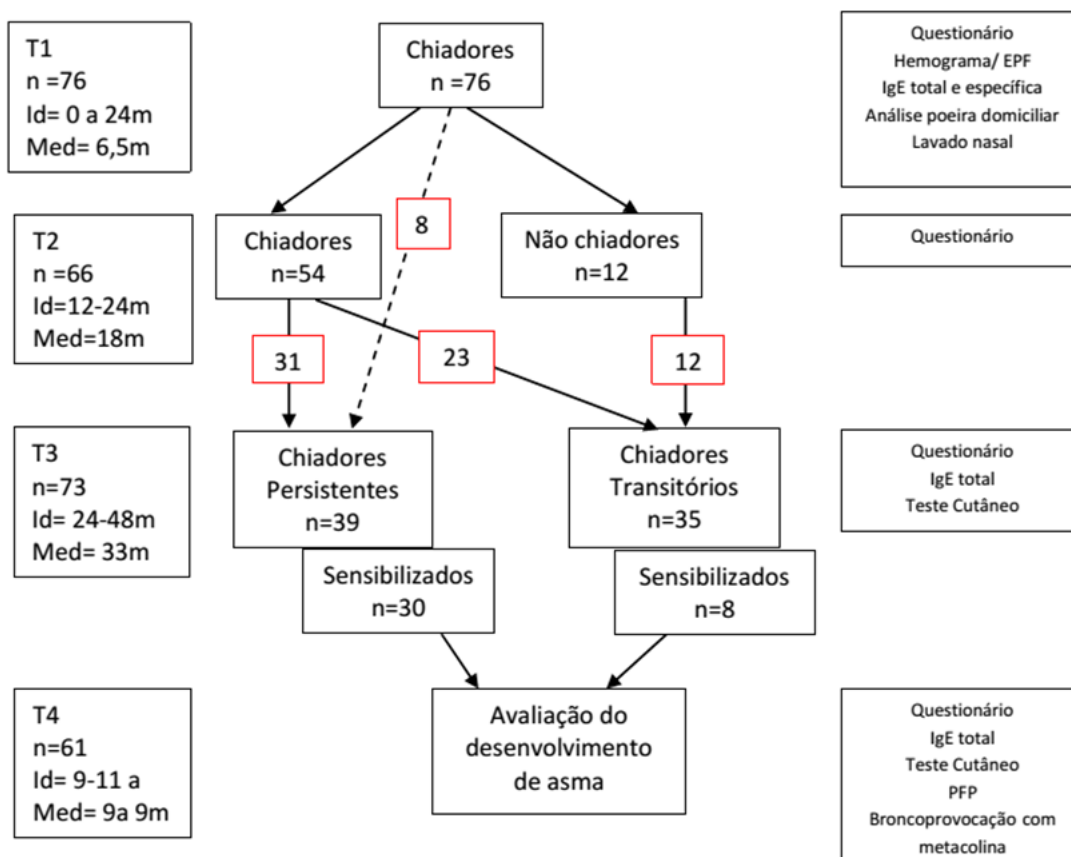 T1
n =76
Id= 0 a 24m
Med= 6,5m
Chiadores
n =76
Questionário
Hemograma/ EPF
IgE total e específica
Análise poeira domiciliar
Lavado nasal
T2
n =66
Id=12-24m
Med=18m
Chiadores
n=54
8
Não chiadores
n=12
Questionário
31
23
12
T3
n=73
Id= 24-48m
Med= 33m
Chiadores
Persistentes
n=39
Chiadores
Transitórios
n=35
Questionário
IgE total
Teste Cutâneo
Sensibilizados
n=30
Sensibilizados
n=8
T4
n=61
Id= 9-11 a
Med= 9a 9m
Avaliação do
desenvolvimento
de asma
Questionário
IgE total
Teste Cutâneo
PFP
Broncoprovocação com
metacolina